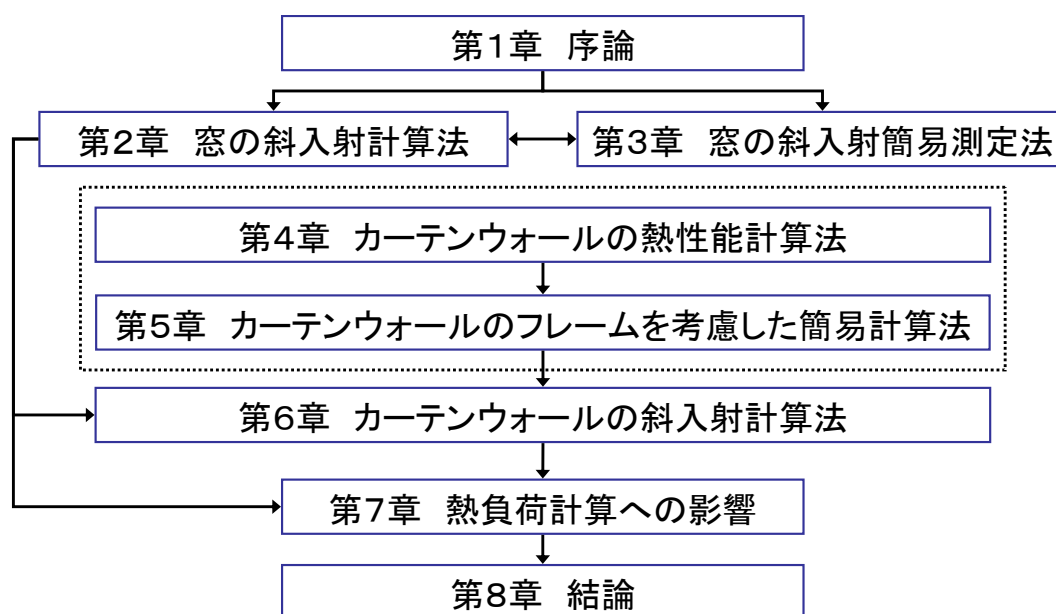 第1章 序論
第2章 窓の斜入射計算法
第3章 窓の斜入射簡易測定法
第4章 カーテンウォールの熱性能計算法
第5章 カーテンウォールのフレームを考慮した簡易計算法
第6章 カーテンウォールの斜入射計算法
第7章 熱負荷計算への影響
第8章 結論